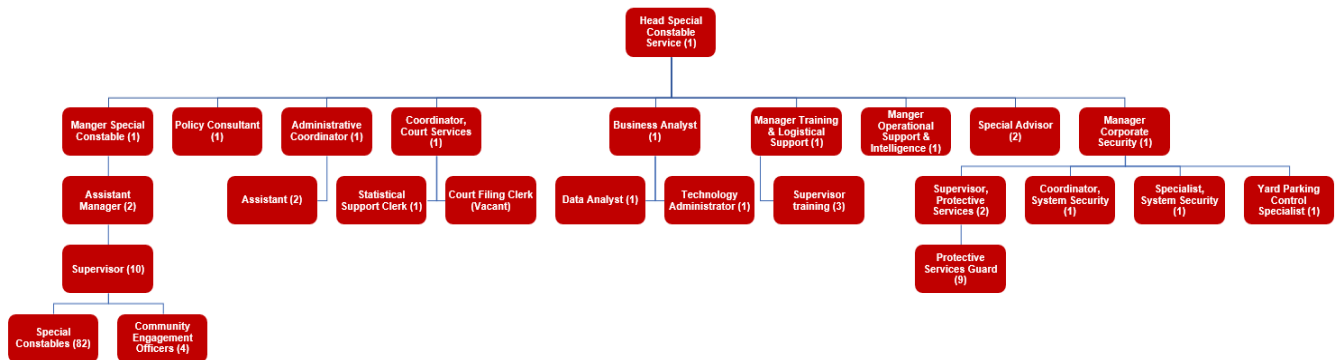 Head Special
Constable
Service (1)
Manger Special
Constable (1)
Policy Consultant
(1)
Administrative
Coordinator (1)
Coordinator,
Court Services
(1)
Business Analyst
(1)
Manager Training
& Logistical
Support (1)
Manger
Operational
Support &
Intelligence (1)
Special Advisor
(2)
Manager
Corporate
Security (1)
Assistant
Manager (2)
Assistant (2)
Statistical
Support Clerk (1)
Court Filing Clerk
(Vacant)
Data Analyst (1)
Technology
Administrator (1)
Supervisor
training (3)
Supervisor,
Protective
Services (2)
Coordinator,
System Security
(1)
Specialist,
System Security
(1)
Yard Parking
Control
Specialist (1)
Supervisor (10)
Protective
Services Guard
(9)
Special
Constables (82)
Community
Engagement
Officers (4)